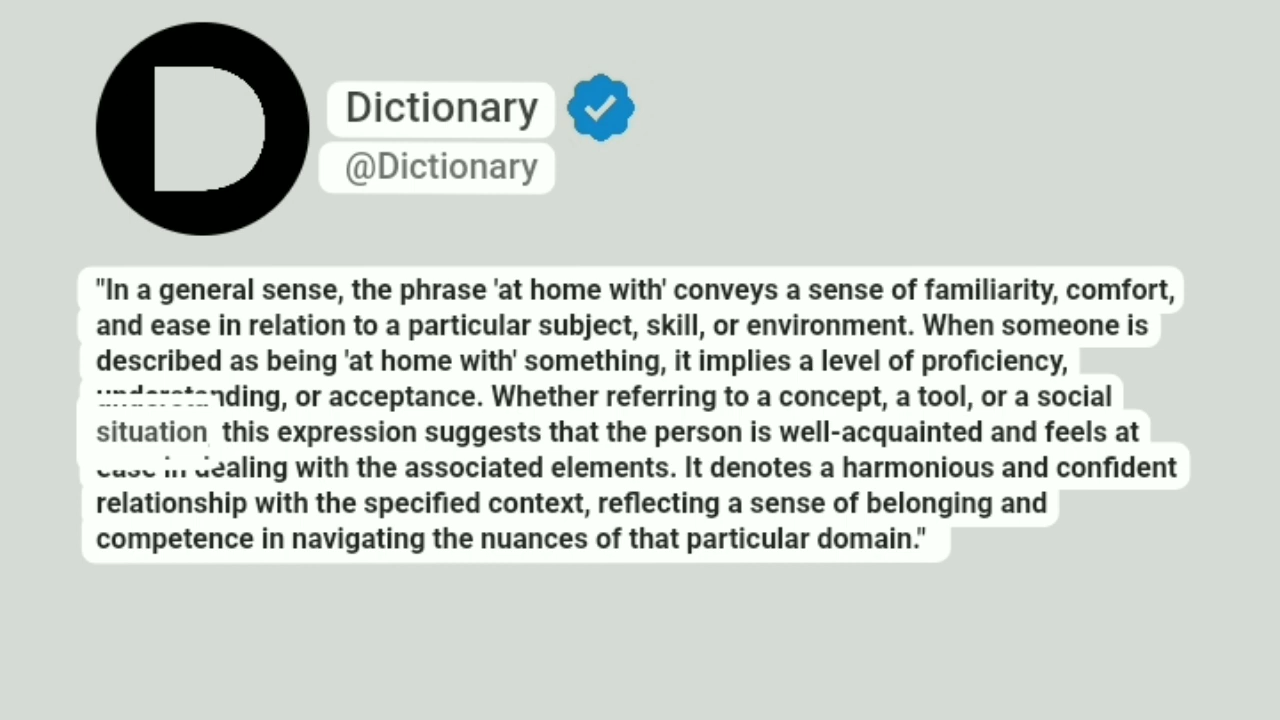 Dictionary
@Dictionary
"In a general sense, the phrase 'at home with' conveys a sense of familiarity, comfort,
and ease in relation to a particular subject, skill, or environment. When someone is
described as being 'at home with' something, it implies a level of proficiency,
understanding, or acceptance. Whether referring to a concept, a tool, or a social
situation, this expression suggests that the person is well-acquainted and feels at
ease in dealing with the associated elements. It denotes a harmonious and confident
relationship with the specified context, reflecting a sense of belonging and
competence in navigating the nuances of that particular domain."